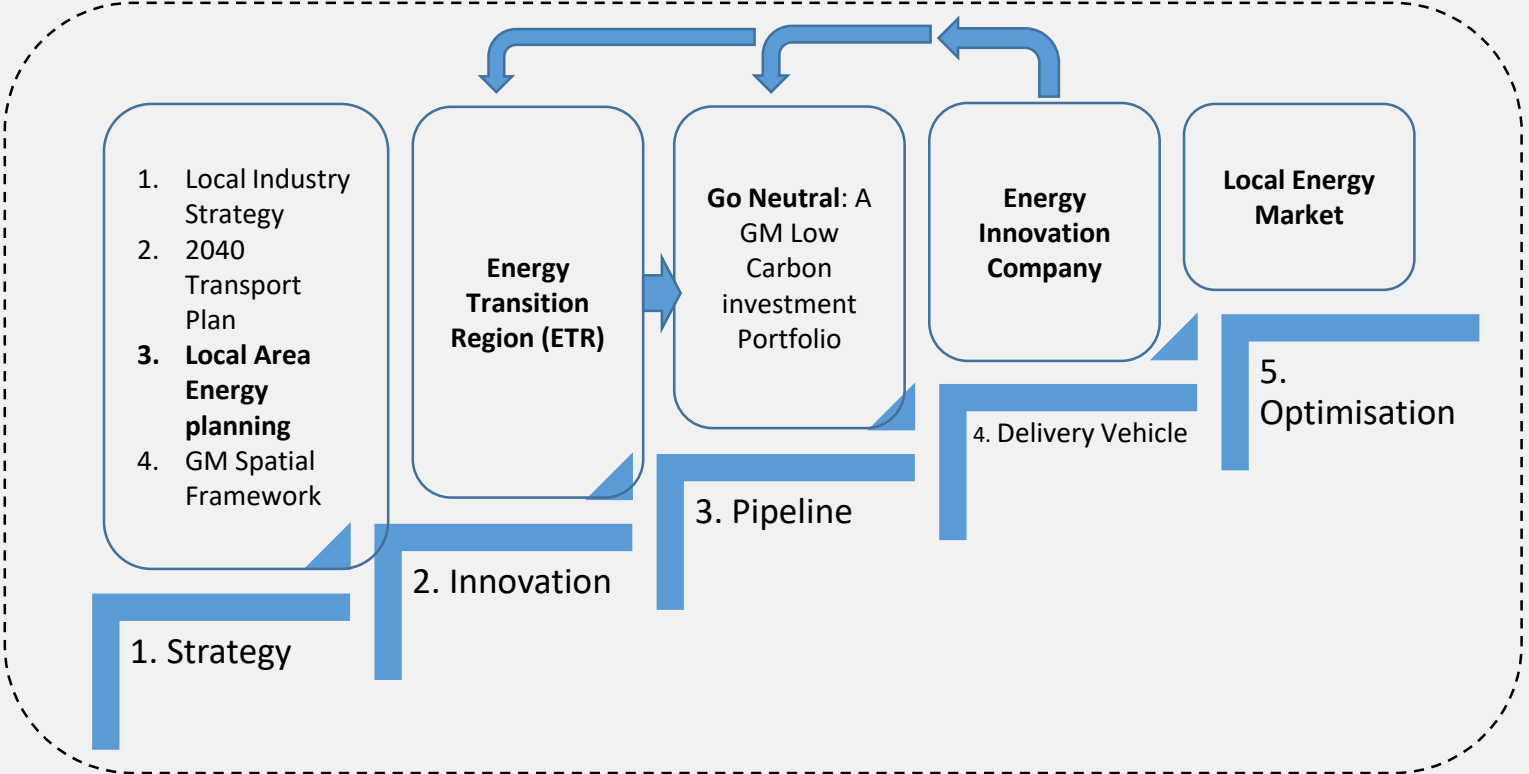 1. Local Industry
Strategy
2. 2040
Transport
Plan
3. Local Area
Energy
planning
4. GM Spatial
Framework
1. Strategy
Energy
Transition
Region (ETR)
2. Innovation
Go Neutral: A
GM Low
Carbon
investment
Portfolio
3. Pipeline
Energy
Innovation
Company
4. Delivery Vehicle
Local Energy
Market
5.
Optimisation